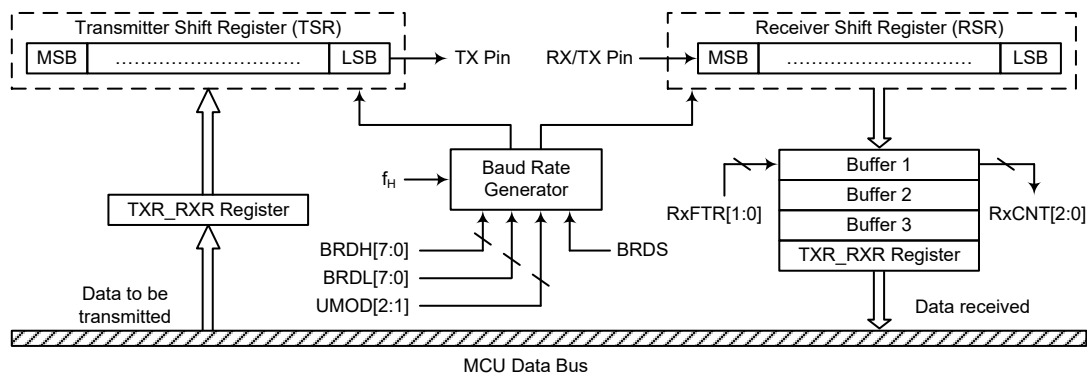 Transmitter Shift Register (TSR)
MSB
LSB
TX Pin
RX/TX Pin
Receiver Shift Register (RSR)
MSB
LSB
Baud Rate
Generator
fH
TXR_RXR Register
BRDH[7:0]
BRDL[7:0]
UMOD[2:1]
BRDS
RxFTR[1:0]
Buffer 1
Buffer 2
Buffer 3
TXR_RXR Register
RxCNT[2:0]
Data to be
transmitted
Data received
MCU Data Bus